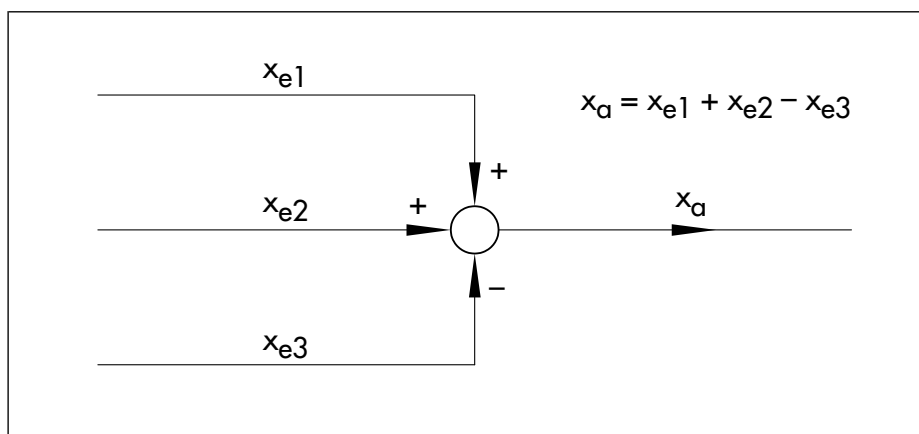 xe1
xa = xe1 + xe2 – xe3
+
xe2
+
xa
–
xe3